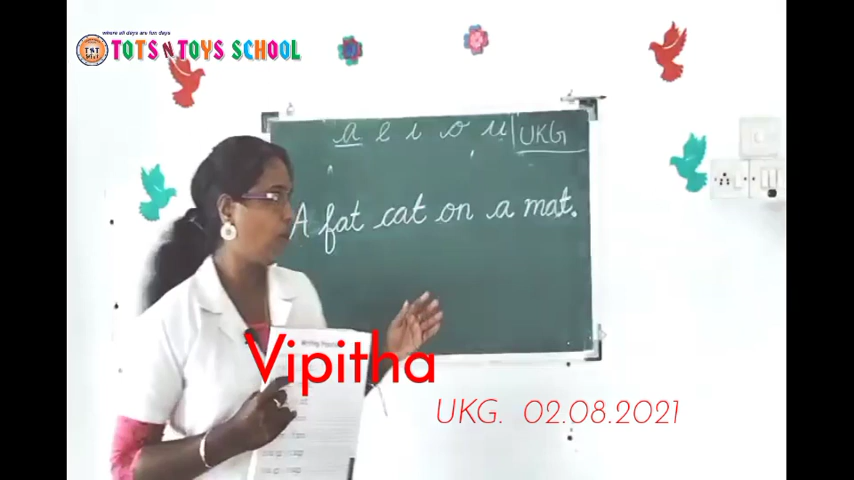 where all days are fun days
TOTS N TOYS SCHOOL
TNT
a e i o u UKG
A fat cat on a mat.
Vipitha
UKG. 02.08.2021